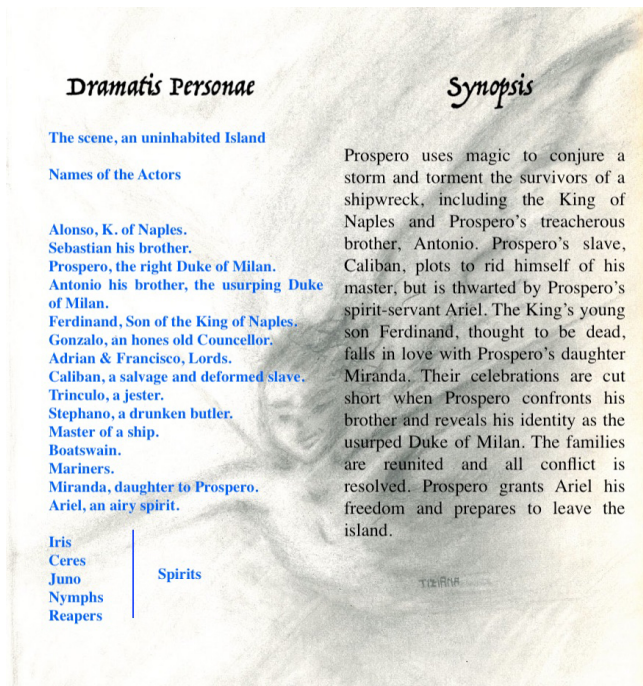 Dramatis Personae
The scene, an uninhabited Island
Names of the Actors
Alonso, K. of Naples.
Sebastian his brother.
Prospero, the right Duke of Milan.
Antonio his brother, the usurping Duke
of Milan.
Ferdinand, Son of the King of Naples.
Gonzalo, an hones old Councellor.
Adrian & Francisco, Lords.
Caliban, a salvage and deformed slave.
Trinculo, a jester.
Stephano, a drunken butler.
Master of a ship.
Boatswain.
Mariners.
Miranda, daughter to Prospero.
Ariel, an airy spirit.
Iris
Ceres
Juno
Nymphs
Reapers
Spirits
Synopsis
Prospero uses magic to conjure a
storm and torment the survivors of a
shipwreck, including the King of
Naples and Prospero’s treacherous
brother, Antonio. Prospero’s slave,
Caliban, plots to rid himself of his
master, but is thwarted by Prospero’s
spirit-servant Ariel. The King’s young
son Ferdinand, thought to be dead,
falls in love with Prospero’s daughter
Miranda. Their celebrations are cut
short when Prospero confronts his
brother and reveals his identity as the
usurped Duke of Milan. The families
are reunited and all conflict is
resolved. Prospero grants Ariel his
freedom and prepares to leave the
island.
TIZIANA